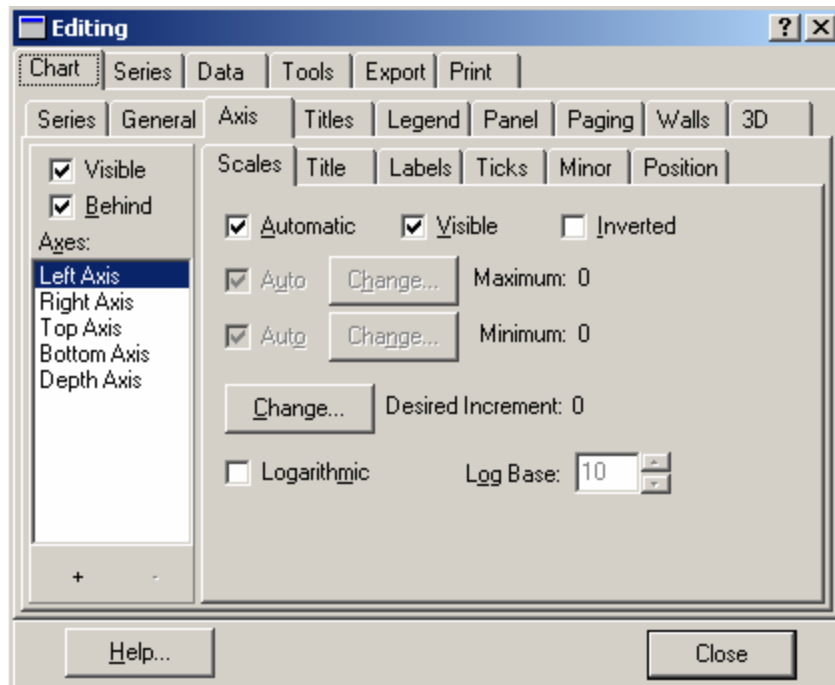 Editing
Chart Series Data Tools Export Print
Series General Axis Titles Legend Panel Paging Walls 3D
Visible
Behind
Axes:
Left Axis
Right Axis
Top Axis
Bottom Axis
Depth Axis
+ -
Scales Title Labels Ticks Minor Position
Automatic Visible Inverted
Auto Change... Maximum: 0
Auto Change... Minimum: 0
Change... Desired Increment: 0
Logarithmic Log Base: 10
Help... Close